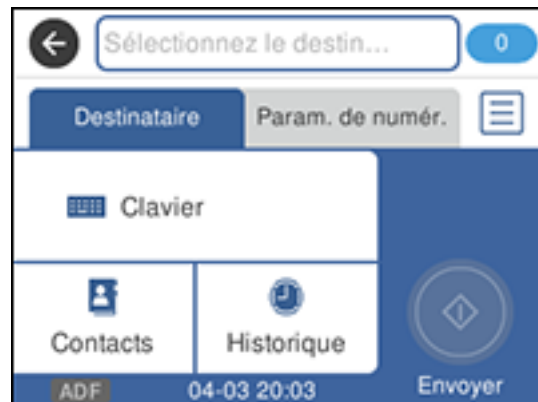 Sélectionnez le destin...
0
Destinataire
Param. de numér.
Clavier
Contacts
Historique
ADF
04-03 20:03
Envoyer